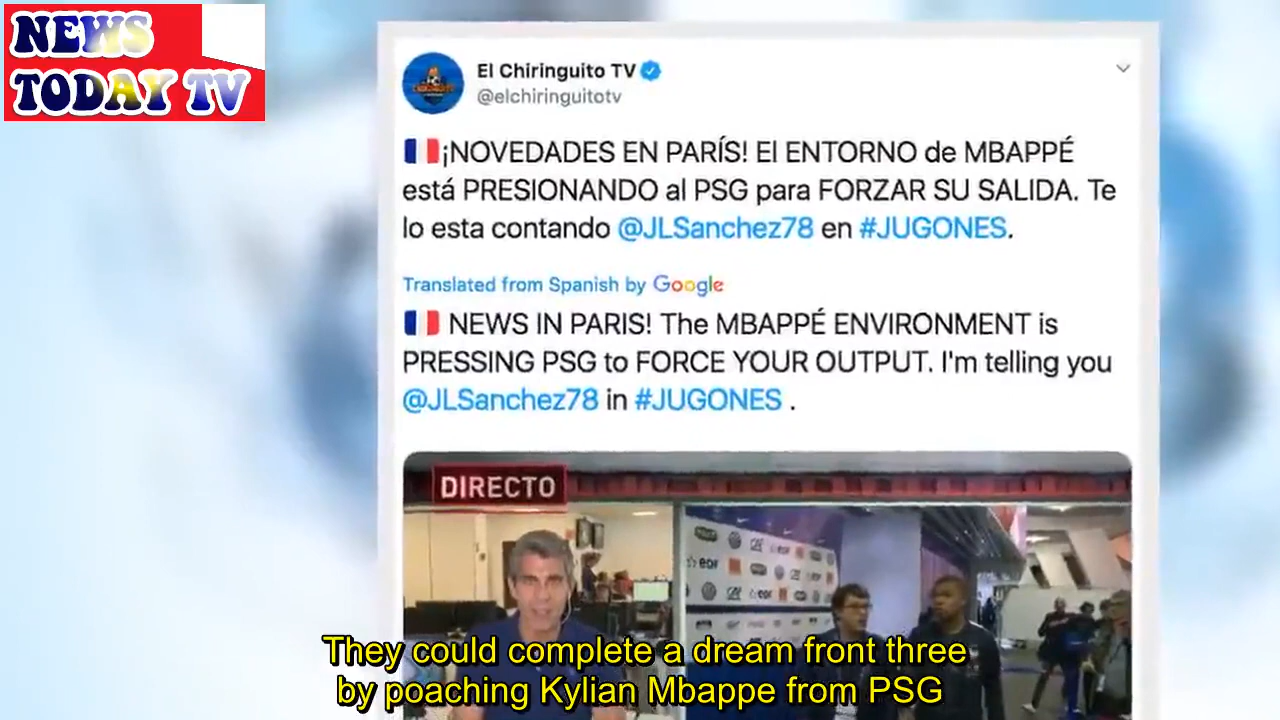 NEWS
TODAY TV
El Chiringuito TV
@elchiringuitotv
🇫🇷¡NOVEDADES EN PARÍS! El ENTORNO de MBAPPÉ
está PRESIONANDO al PSG para FORZAR SU SALIDA. Te
lo esta contando @JLSanchez78 en #JUGONES.
Translated from Spanish by Google
🇫🇷 NEWS IN PARIS! The MBAPPÉ ENVIRONMENT is
PRESSING PSG to FORCE YOUR OUTPUT. I'm telling you
@JLSanchez78 in #JUGONES .
DIRECTO
They could complete a dream front three
by poaching Kylian Mbappe from PSG